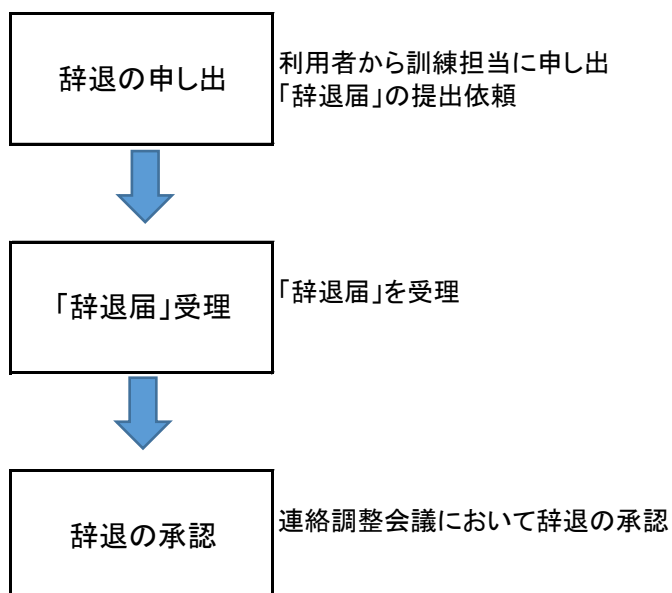 辞退の申し出
利用者から訓練担当に申し出
「辞退届」の提出依頼
「辞退届」受理
「辞退届」を受理
辞退の承認
連絡調整会議において辞退の承認